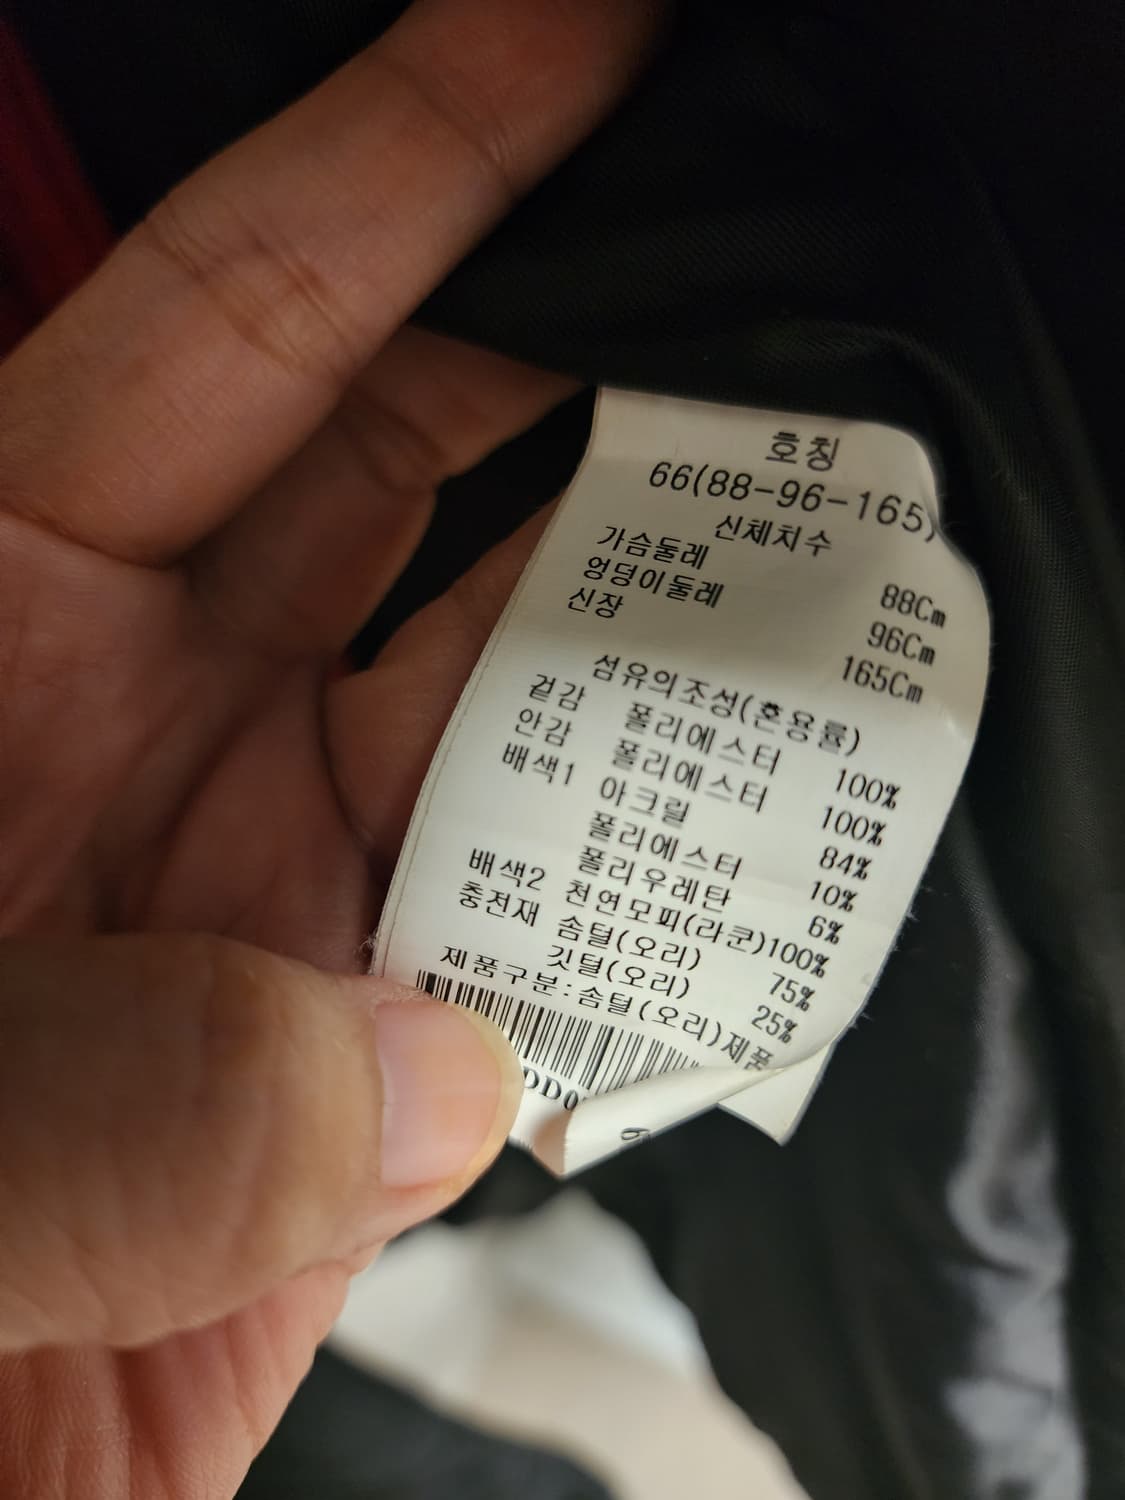 호칭
66(88-96-165)
신체치수
가슴둘레 88Cm
엉덩이둘레 96Cm
신장 165Cm
섬유의조성(혼용률)
겉감 폴리에스터 100%
안감 폴리에스터 100%
배색1 아크릴 84%
폴리에스터 10%
폴리우레탄 6%
배색2 천연모피(라쿤)100%
충전재 솜털(오리) 75%
깃털(오리) 25%
제품구분:솜털(오리)제품